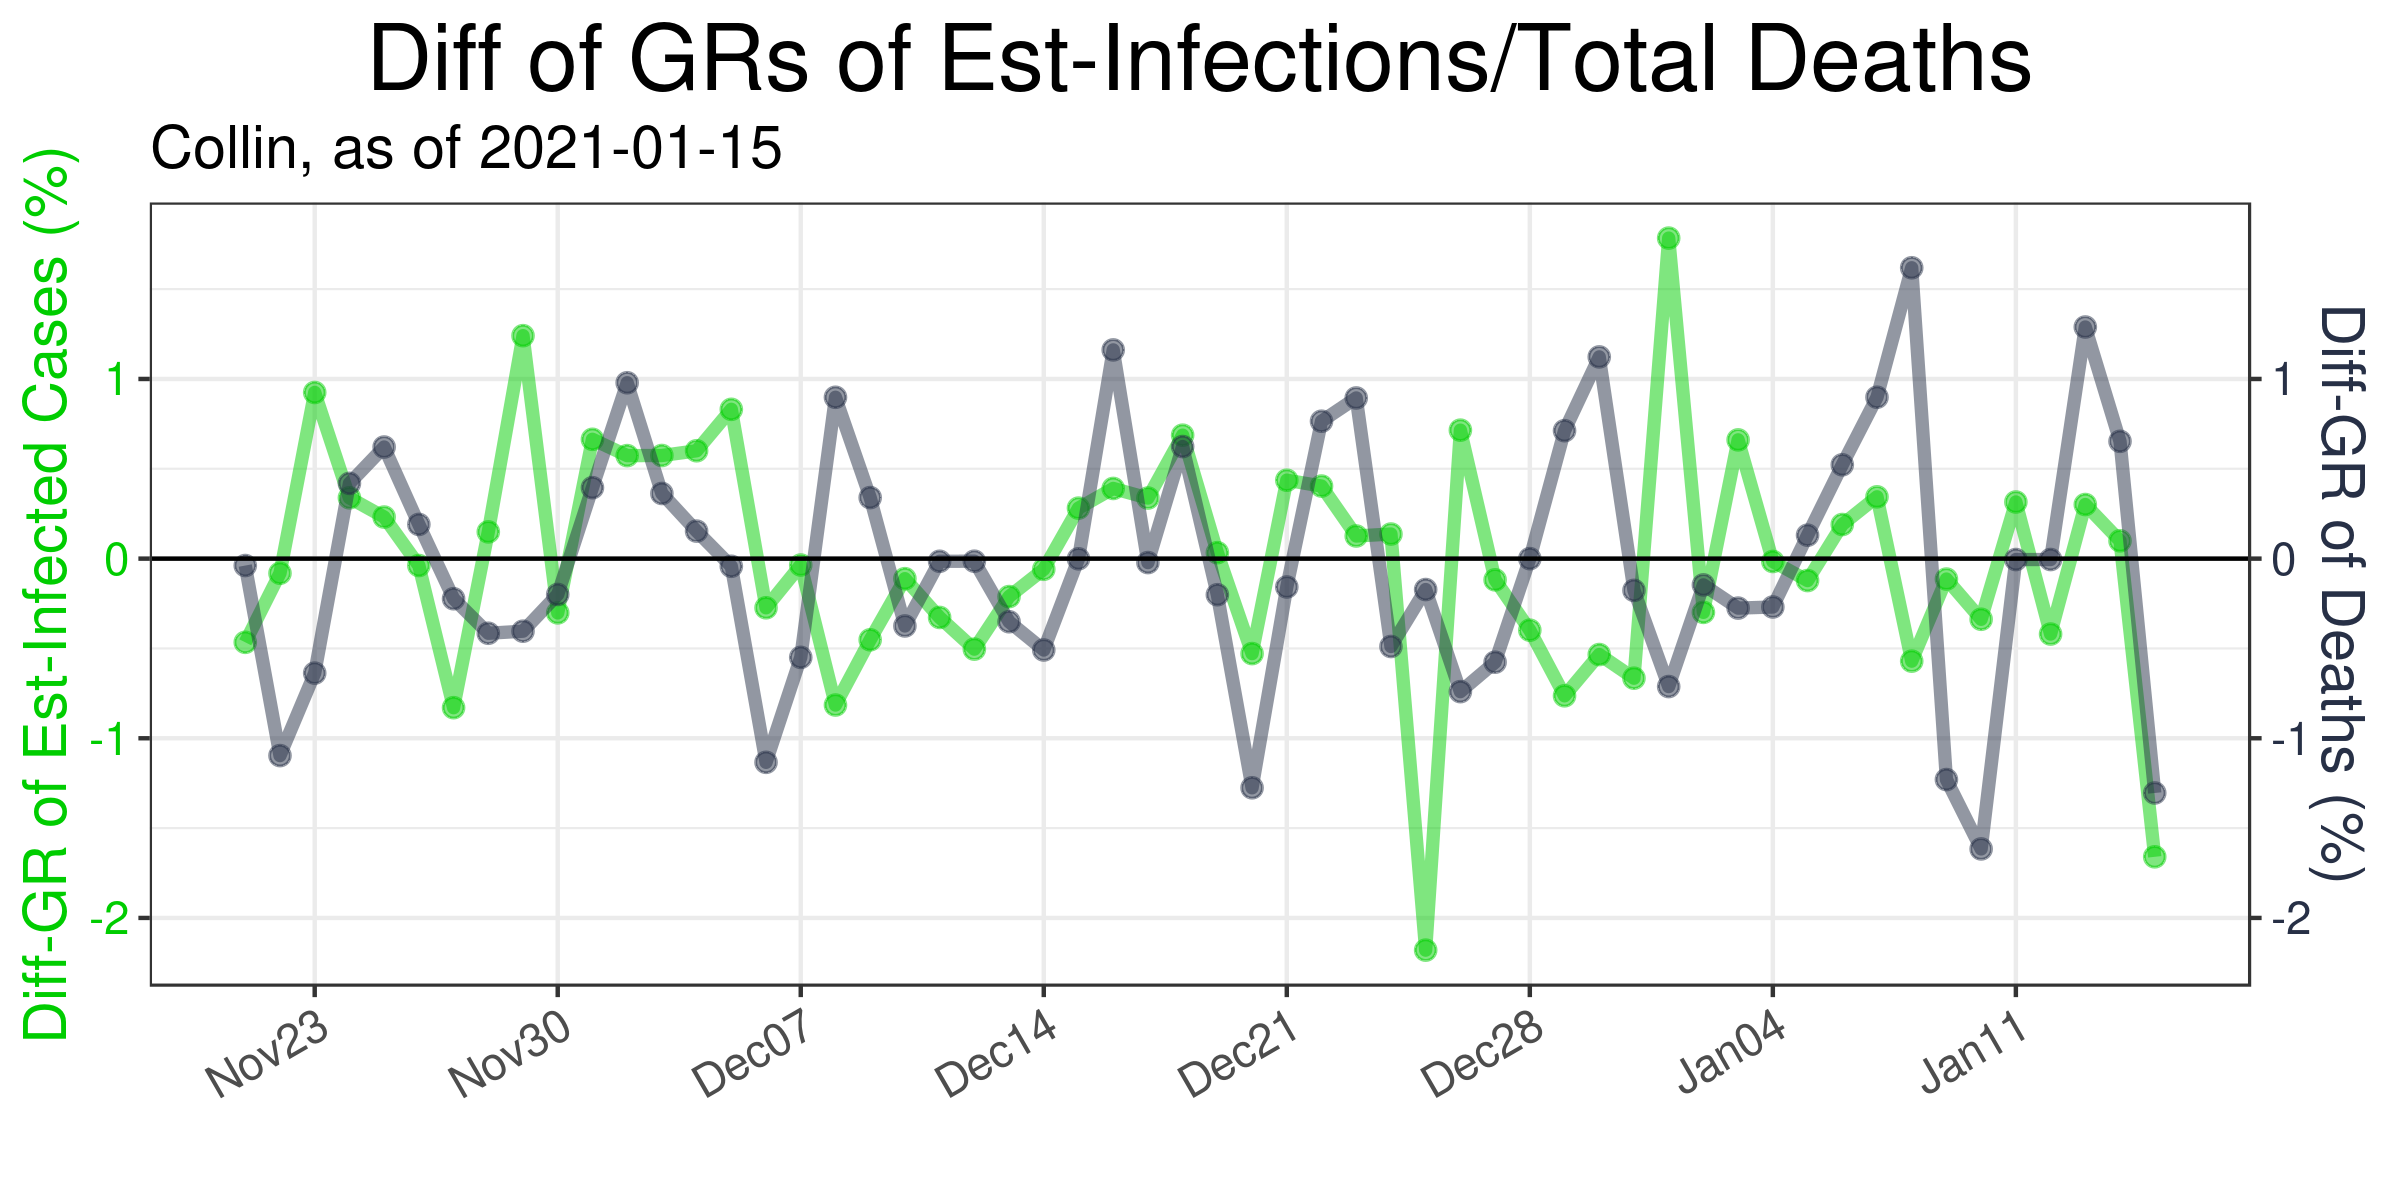 Diff of GRs of Est-Infections/Total Deaths
Collin, as of 2021-01-15
Diff-GR of Est-Infected Cases (%)
1
0
-1
-2
1
0
-1
-2
Diff-GR of Deaths (%)
Nov23
Nov30
Dec07
Dec14
Dec21
Dec28
Jan04
Jan11